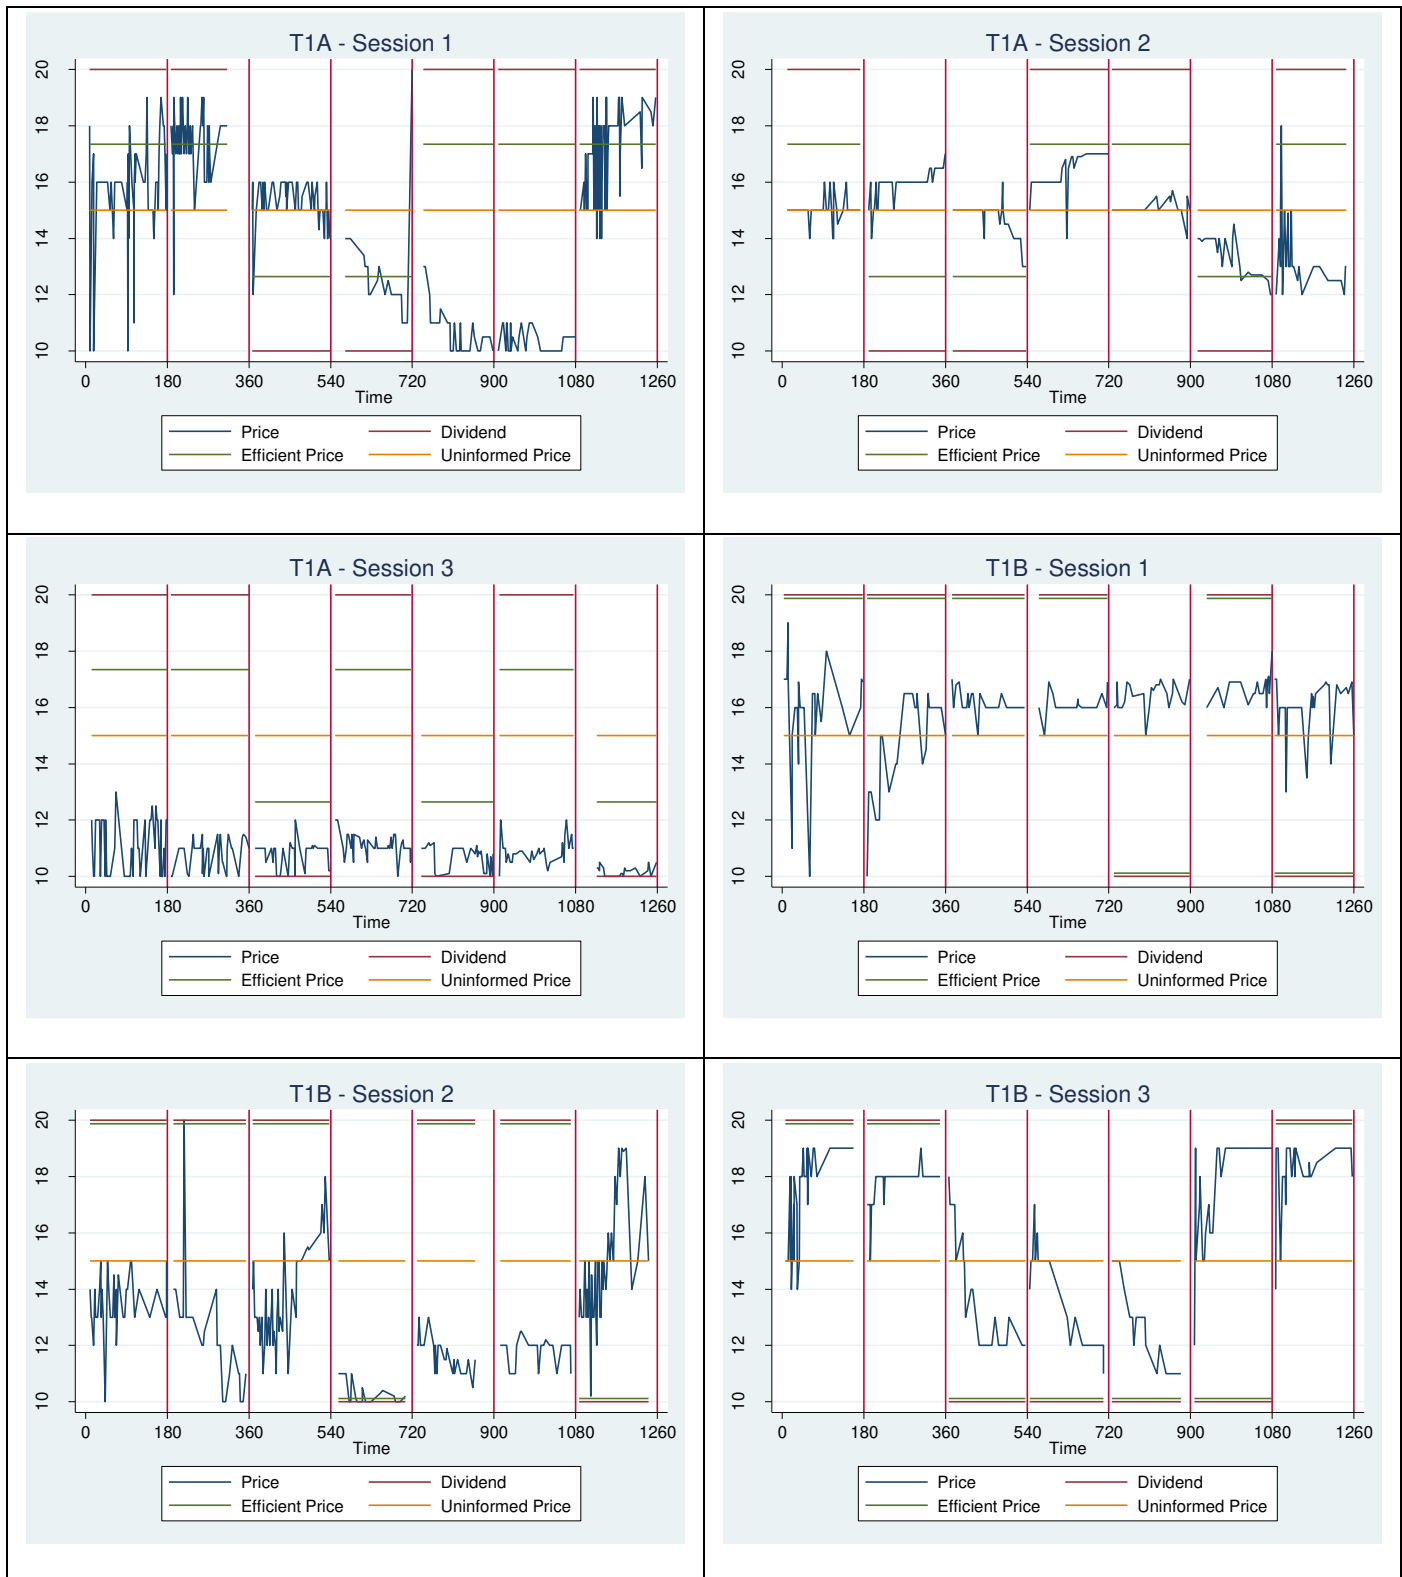 T1A - Session 1
20
18
16
14
12
10
0 180 360 540 720 900 1080 1260
Time
Price Dividend
Efficient Price Uninformed Price
T1A - Session 2
20
18
16
14
12
10
0 180 360 540 720 900 1080 1260
Time
Price Dividend
Efficient Price Uninformed Price
T1A - Session 3
20
18
16
14
12
10
0 180 360 540 720 900 1080 1260
Time
Price Dividend
Efficient Price Uninformed Price
T1B - Session 1
20
18
16
14
12
10
0 180 360 540 720 900 1080 1260
Time
Price Dividend
Efficient Price Uninformed Price
T1B - Session 2
20
18
16
14
12
10
0 180 360 540 720 900 1080 1260
Time
Price Dividend
Efficient Price Uninformed Price
T1B - Session 3
20
18
16
14
12
10
0 180 360 540 720 900 1080 1260
Time
Price Dividend
Efficient Price Uninformed Price